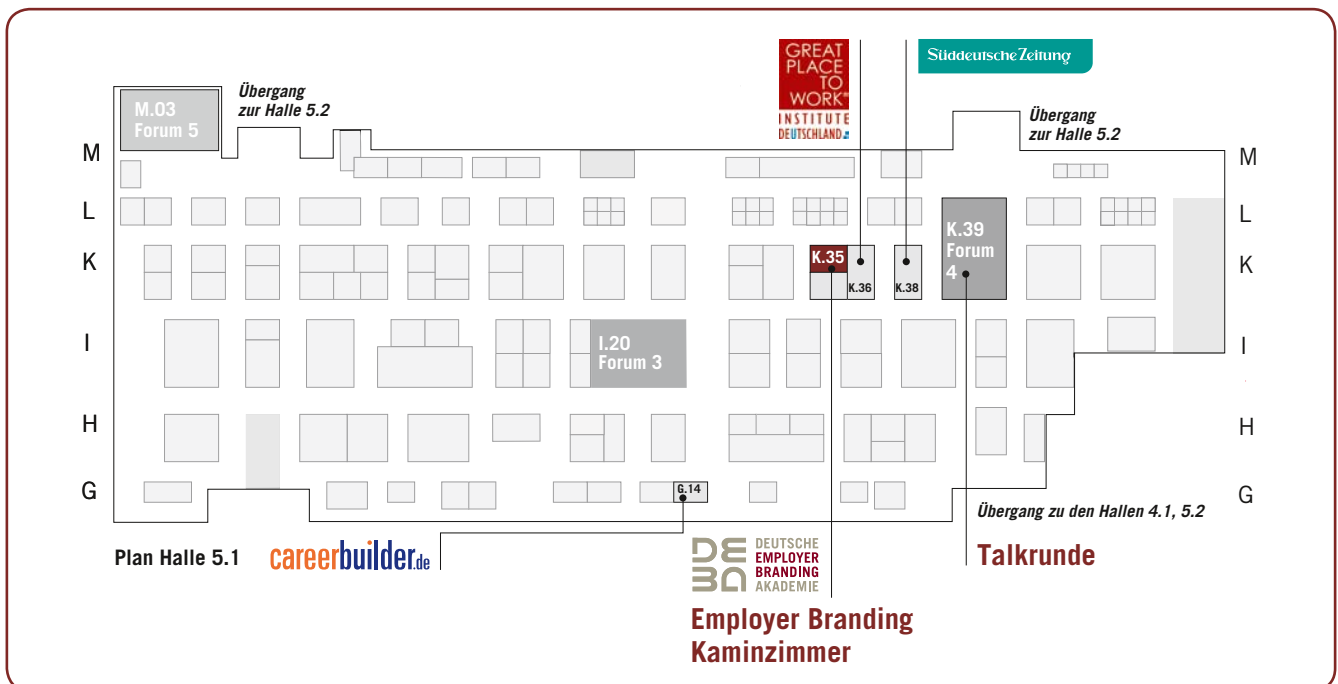 GREAT
PLACE
TO
WORK®
INSTITUTE
DEUTSCHLAND
Süddeutsche Zeitung
Übergang
zur Halle 5.2
M.03
Forum 5
Übergang
zur Halle 5.2
M
M
L
L
K
K.35
K.36
K.38
K.39
Forum
4
K
I
I.20
Forum 3
I
H
H
G
G.14
G
Übergang zu den Hallen 4.1, 5.2
Plan Halle 5.1
careerbuilder.de
DEBA
DEUTSCHE
EMPLOYER
BRANDING
AKADEMIE
Talkrunde
Employer Branding
Kaminzimmer